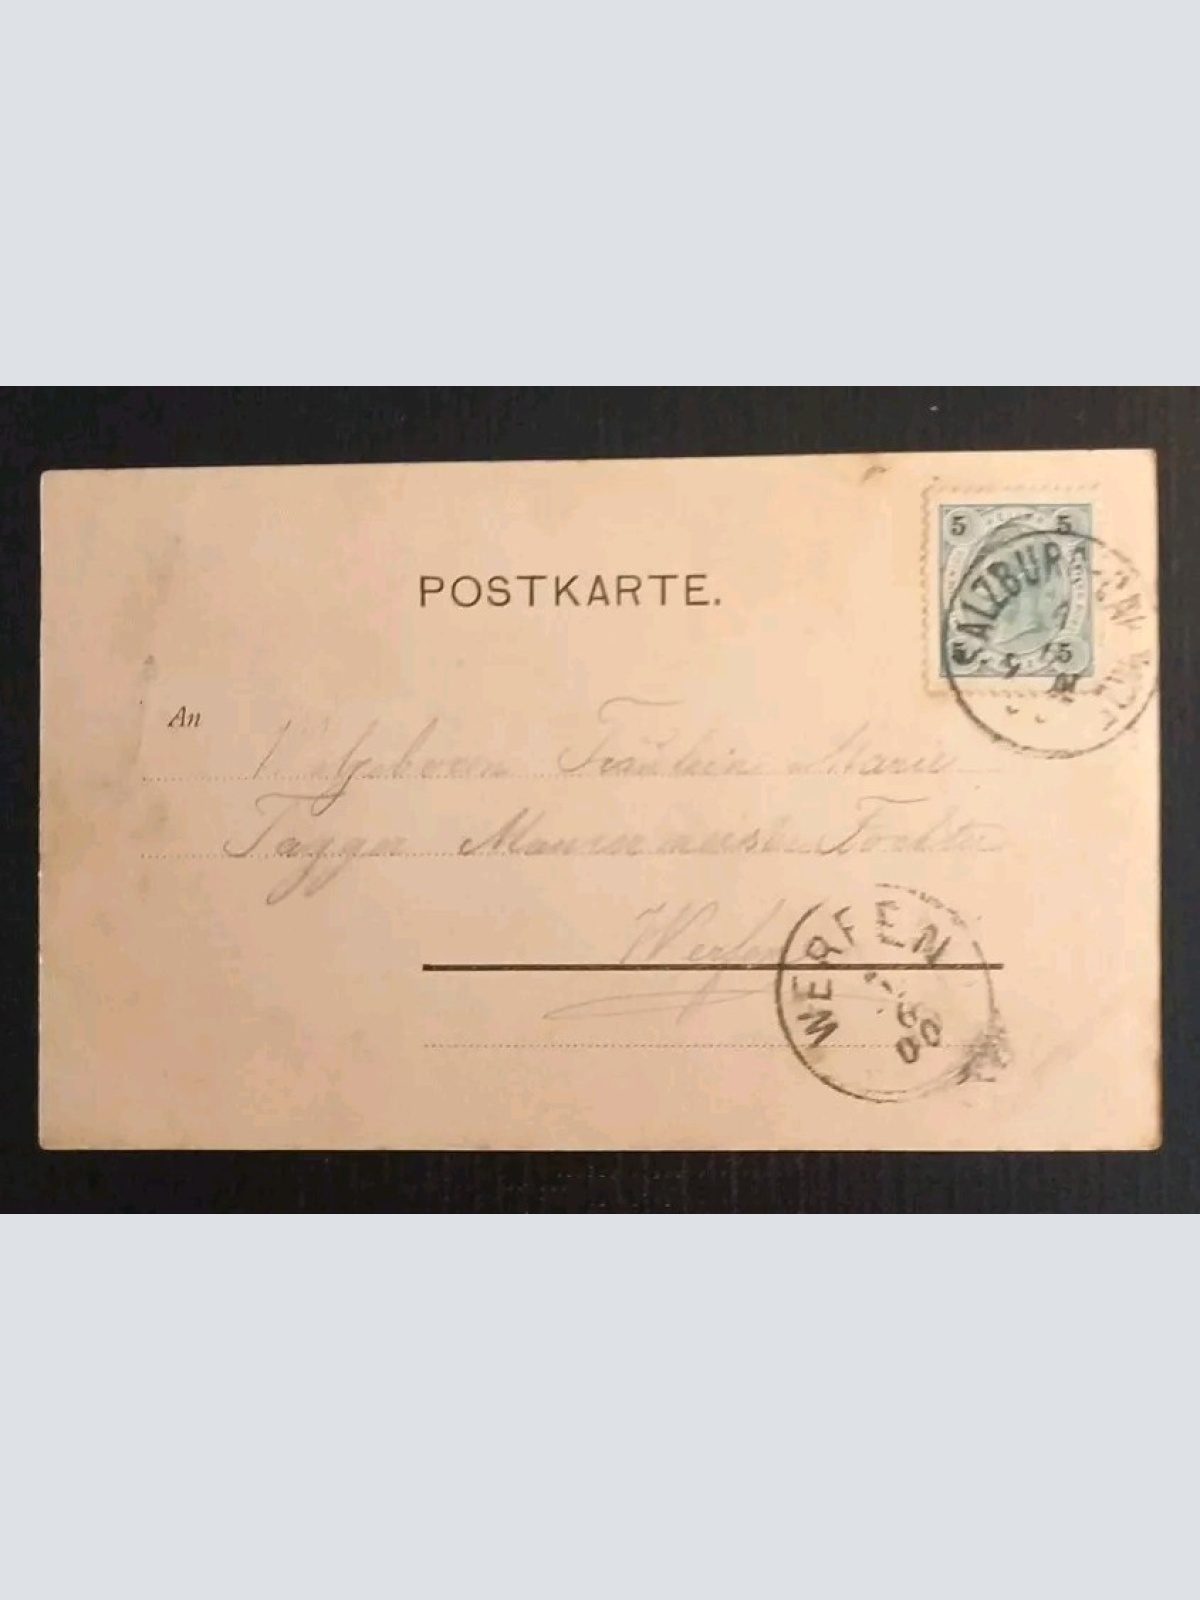 POSTKARTE.
5 5
5 5
SALZBURG
An
Wohlgeboren Fräulein Marie
Tagger Maurermeisters Tochter
Werfen
WERFEN
00